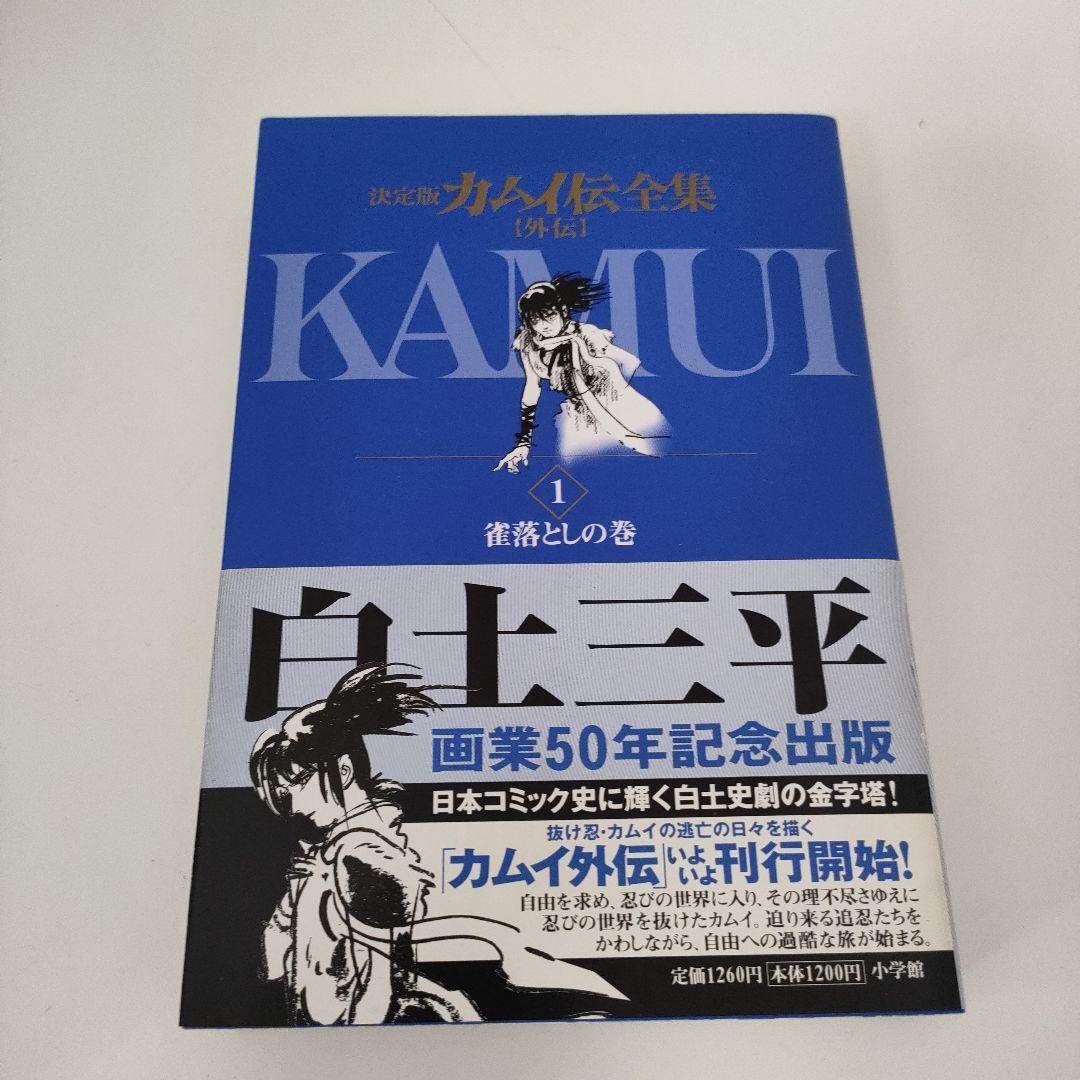 決定版 カムイ伝全集
【外伝】
KAMUI
1
雀落としの巻
白土三平
画業50年記念出版
日本コミック史に輝く白土史劇の金字塔!
抜け忍・カムイの逃亡の日々を描く
「カムイ外伝」いよいよ刊行開始!
自由を求め、忍びの世界に入り、その理不尽さゆえに
忍びの世界を抜けたカムイ。迫り来る追忍たちを
かわしながら、自由への過酷な旅が始まる。
定価1260円 本体1200円 小学館